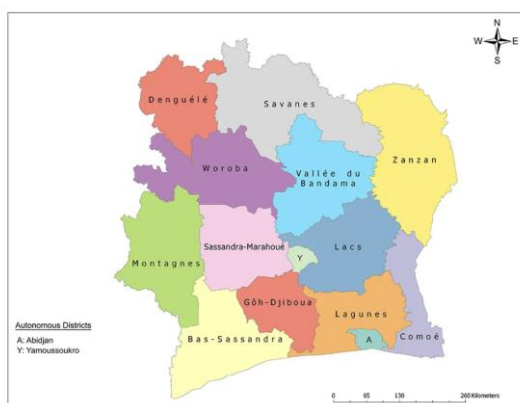 N
W E
S
Denguélé
Savanes
Zanzan
Woroba
Vallée du
Bandama
Sassandra-Marahoué
Lacs
Y
Montagnes
Gôh-Djiboua
Lagunes
Comoé
Bas-Sassandra
A
Autonomous Districts
A: Abidjan
Y: Yamoussoukro
0 65 130 260 Kilometers